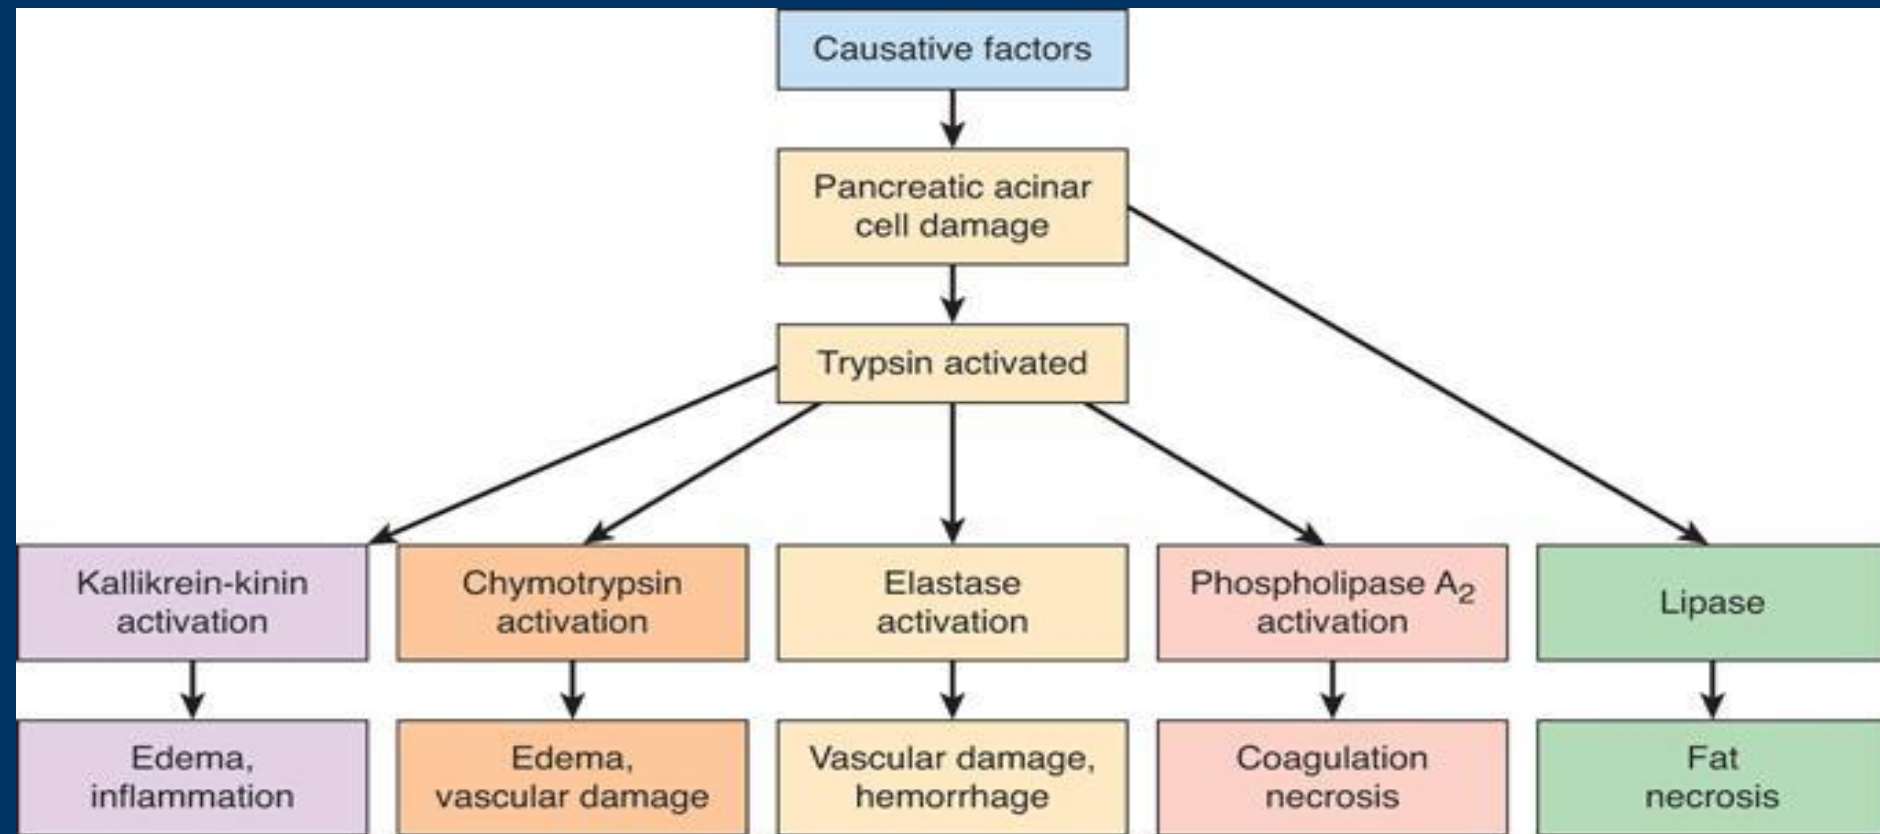 Causative factors
Pancreatic acinar
cell damage
Trypsin activated
Kallikrein-kinin
activation
Chymotrypsin
activation
Elastase
activation
Phospholipase A₂
activation
Lipase
Edema,
inflammation
Edema,
vascular damage
Vascular damage,
hemorrhage
Coagulation
necrosis
Fat
necrosis